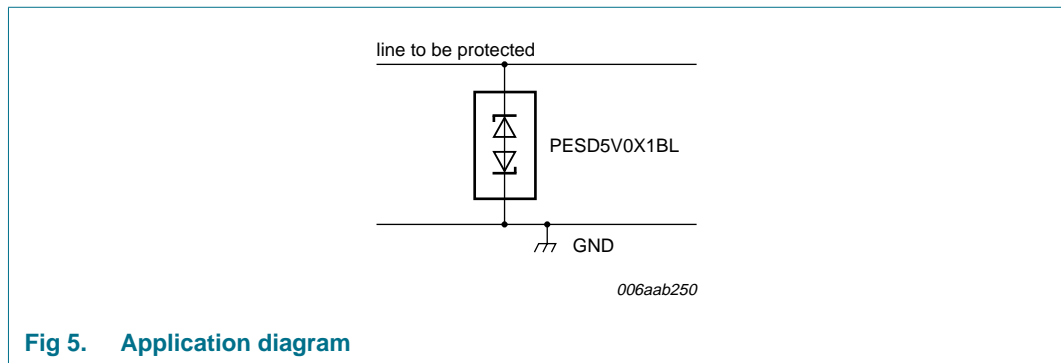 line to be protected
PESD5V0X1BL
GND
006aab250
Fig 5. Application diagram